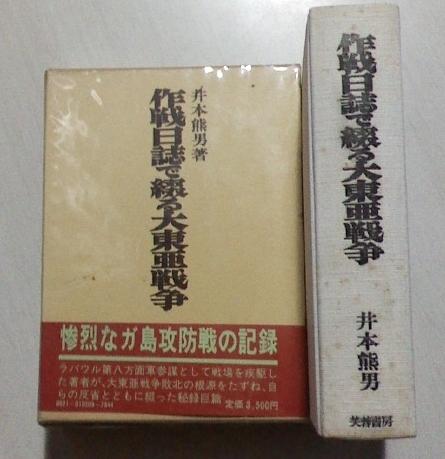 井本熊男著
作戦日誌で綴る大東亜戦争
惨烈なガ島攻防戦の記録
ラバウル第八方面軍参謀として戦場を疾駆し
た著者が、大東亜戦争敗北の根源をたずね、自
らの反省とともに綴った秘録巨篇
定価 3,500円
作戦日誌で綴る大東亜戦争
井本熊男
芙蓉書房